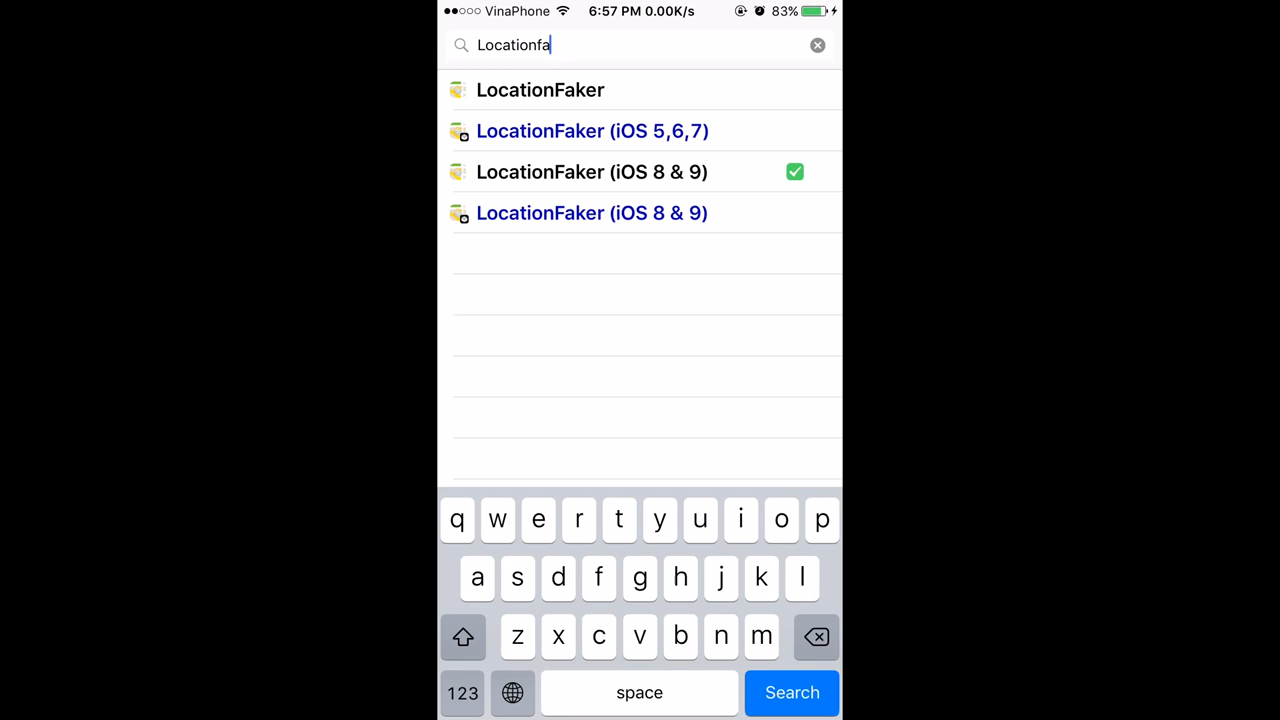 VinaPhone 6:57 PM 0.00K/s 83%
Locationfa
LocationFaker
LocationFaker (iOS 5,6,7)
LocationFaker (iOS 8 & 9)
LocationFaker (iOS 8 & 9)
q w e r t y u i o p
a s d f g h j k l
z x c v b n m
123 space Search